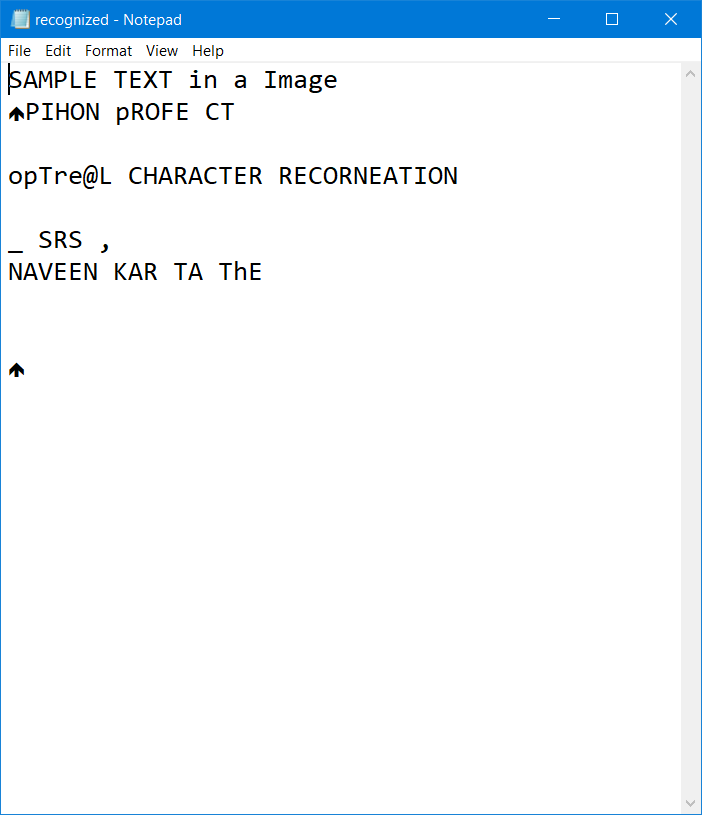 recognized - Notepad
File Edit Format View Help
SAMPLE TEXT in a Image
🡅PIHON pROFE CT
opTre@L CHARACTER RECORNEATION
_ SRS ,
NAVEEN KAR TA ThE
🡅